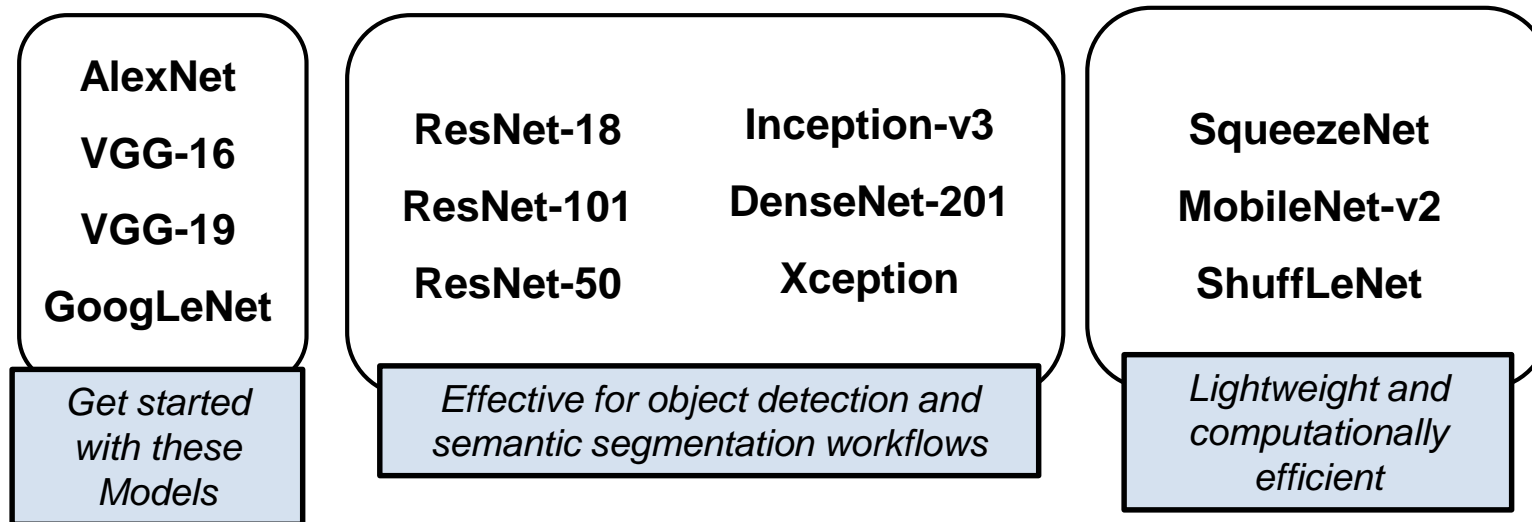 AlexNet
VGG-16
VGG-19
GoogLeNet
Get started
with these
Models
ResNet-18
ResNet-101
ResNet-50
Inception-v3
DenseNet-201
Xception
Effective for object detection and
semantic segmentation workflows
SqueezeNet
MobileNet-v2
ShuffLeNet
Lightweight and
computationally
efficient